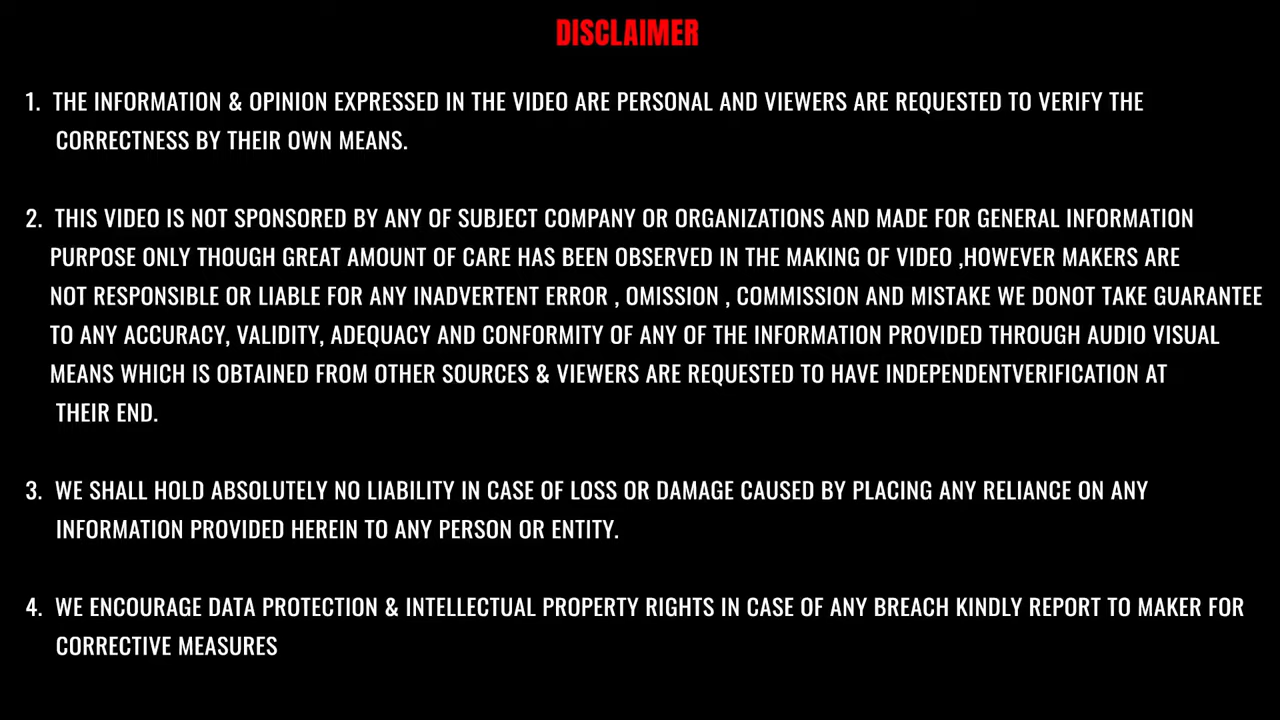 DISCLAIMER
1. THE INFORMATION & OPINION EXPRESSED IN THE VIDEO ARE PERSONAL AND VIEWERS ARE REQUESTED TO VERIFY THE
CORRECTNESS BY THEIR OWN MEANS.
2. THIS VIDEO IS NOT SPONSORED BY ANY OF SUBJECT COMPANY OR ORGANIZATIONS AND MADE FOR GENERAL INFORMATION
PURPOSE ONLY THOUGH GREAT AMOUNT OF CARE HAS BEEN OBSERVED IN THE MAKING OF VIDEO ,HOWEVER MAKERS ARE
NOT RESPONSIBLE OR LIABLE FOR ANY INADVERTENT ERROR , OMISSION , COMMISSION AND MISTAKE WE DONOT TAKE GUARANTEE
TO ANY ACCURACY, VALIDITY, ADEQUACY AND CONFORMITY OF ANY OF THE INFORMATION PROVIDED THROUGH AUDIO VISUAL
MEANS WHICH IS OBTAINED FROM OTHER SOURCES & VIEWERS ARE REQUESTED TO HAVE INDEPENDENTVERIFICATION AT
THEIR END.
3. WE SHALL HOLD ABSOLUTELY NO LIABILITY IN CASE OF LOSS OR DAMAGE CAUSED BY PLACING ANY RELIANCE ON ANY
INFORMATION PROVIDED HEREIN TO ANY PERSON OR ENTITY.
4. WE ENCOURAGE DATA PROTECTION & INTELLECTUAL PROPERTY RIGHTS IN CASE OF ANY BREACH KINDLY REPORT TO MAKER FOR
CORRECTIVE MEASURES